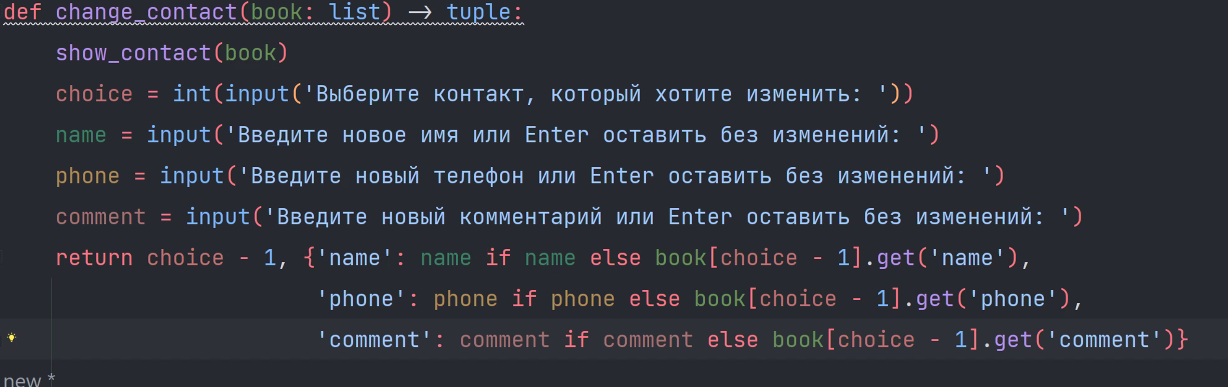 def change_contact(book: list) -> tuple:
    show_contact(book)
    choice = int(input('Выберите контакт, который хотите изменить: '))
    name = input('Введите новое имя или Enter оставить без изменений: ')
    phone = input('Введите новый телефон или Enter оставить без изменений: ')
    comment = input('Введите новый комментарий или Enter оставить без изменений: ')
    return choice - 1, {'name': name if name else book[choice - 1].get('name'),
                        'phone': phone if phone else book[choice - 1].get('phone'),
                        'comment': comment if comment else book[choice - 1].get('comment')}
new *